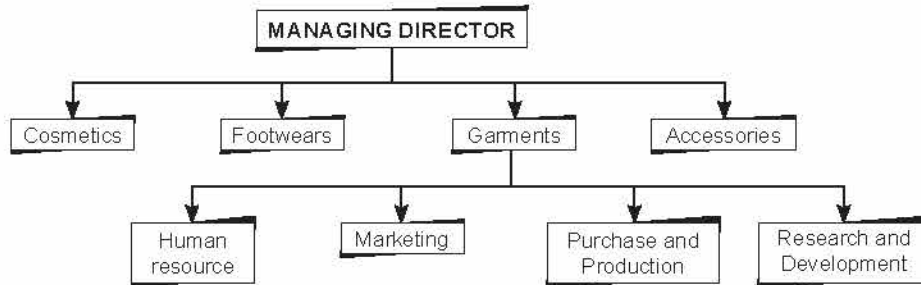 MANAGING DIRECTOR
Cosmetics
Footwears
Garments
Accessories
Human
resource
Marketing
Purchase and
Production
Research and
Development